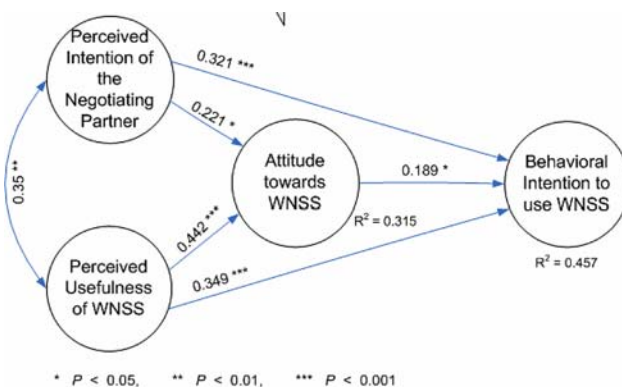 Perceived
Intention of
the
Negotiating
Partner
0.321 ***
0.221 *
0.35 **
Attitude
towards
WNSS
0.189 *
Behavioral
Intention to
use WNSS
R² = 0.315
0.442 ***
0.349 ***
R² = 0.457
Perceived
Usefulness
of WNSS
* P < 0.05, ** P < 0.01, *** P < 0.001